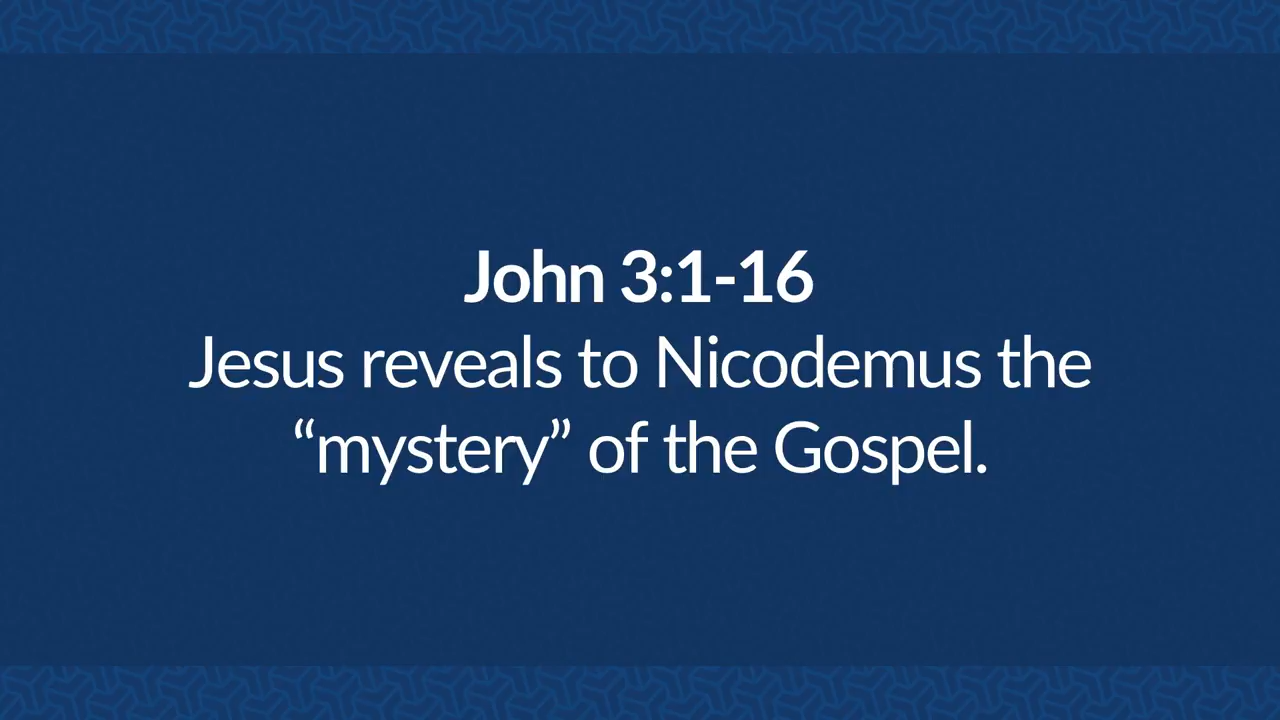 John 3:1-16
Jesus reveals to Nicodemus the
“mystery” of the Gospel.